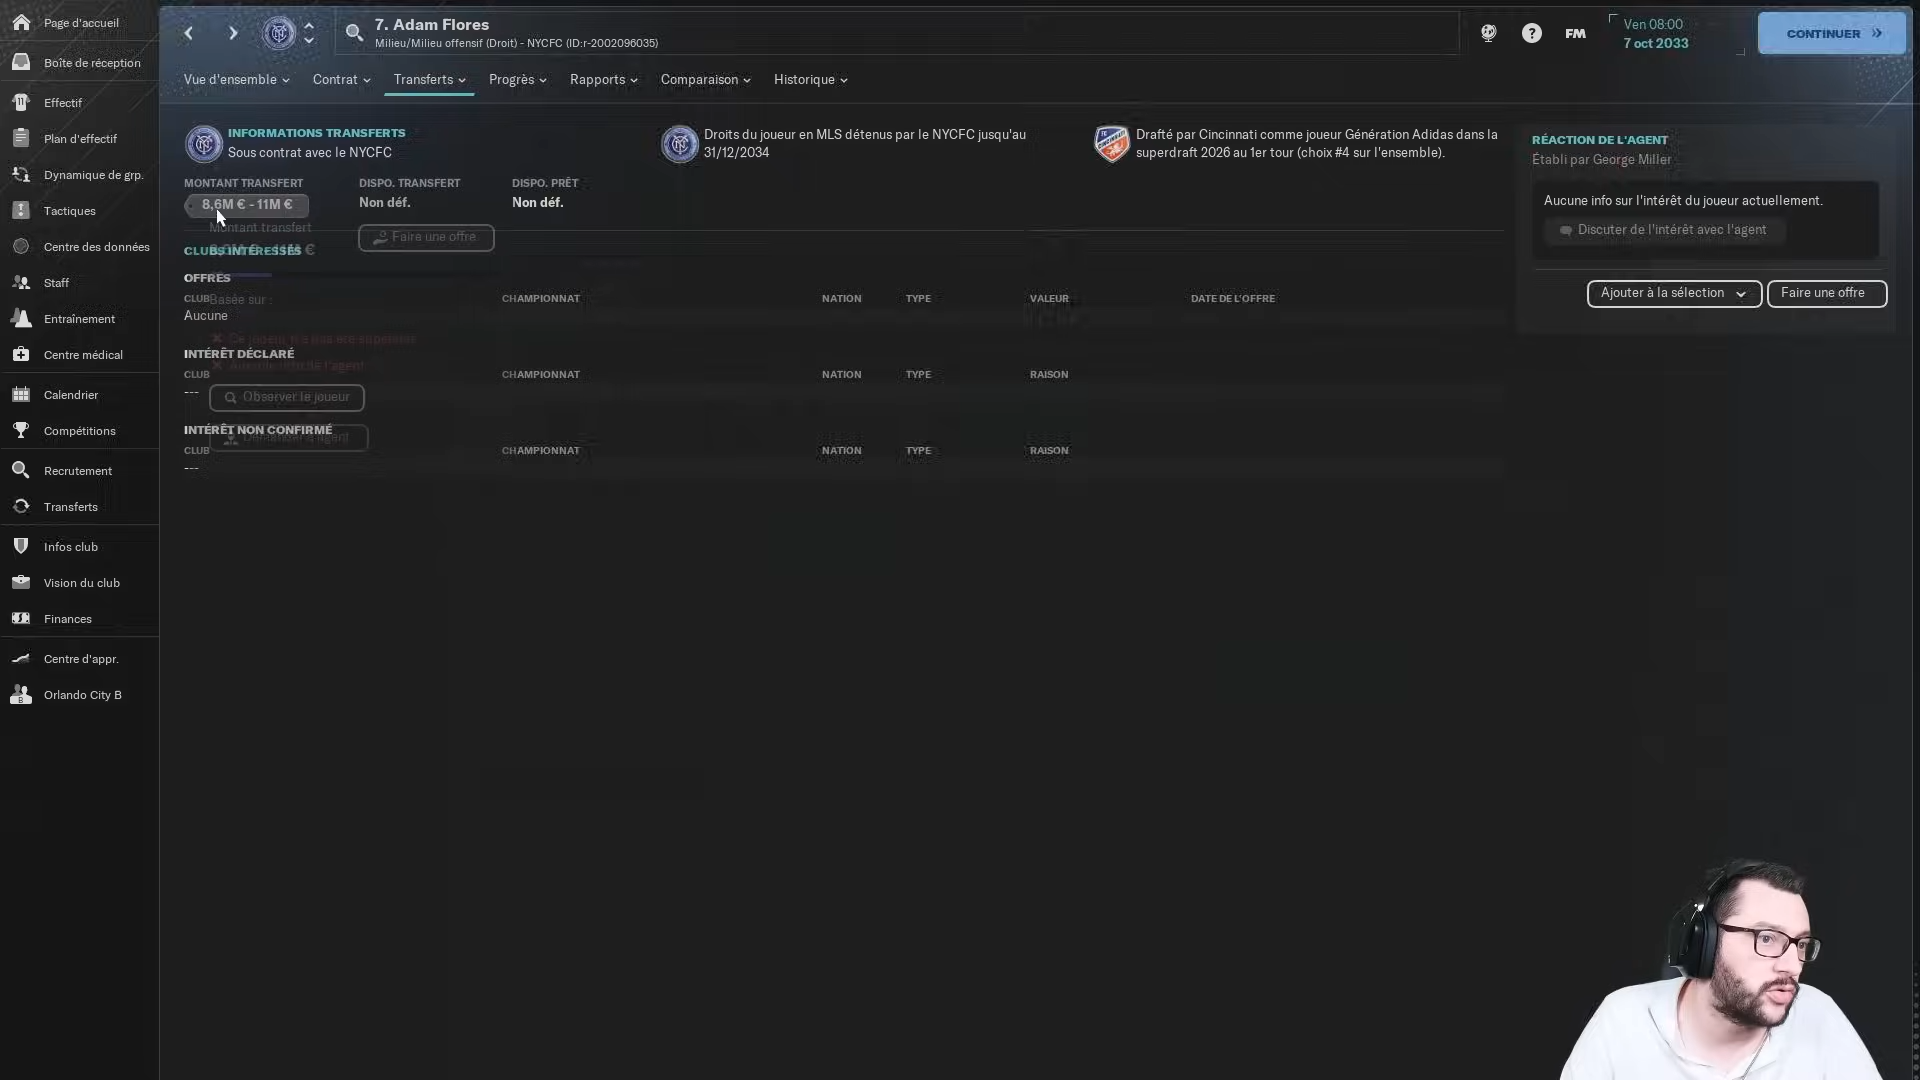 Page d'accueil
Boîte de réception
Effectif
Plan d'effectif
Dynamique de grp.
Tactiques
Centre des données
Staff
Entraînement
Centre médical
Calendrier
Compétitions
Recrutement
Transferts
Infos club
Vision du club
Finances
Centre d'appr.
Orlando City B
7. Adam Flores
Milieu/Milieu offensif (Droit) - NYCFC (ID:r-2002096035)
FM
Ven 08:00
7 oct 2033
CONTINUER
Vue d'ensemble
Contrat
Transferts
Progrès
Rapports
Comparaison
Historique
INFORMATIONS TRANSFERTS
Sous contrat avec le NYCFC
Droits du joueur en MLS détenus par le NYCFC jusqu'au
31/12/2034
Drafté par Cincinnati comme joueur Génération Adidas dans la
superdraft 2026 au 1er tour (choix #4 sur l'ensemble).
MONTANT TRANSFERT
8,6M € - 11M €
DISPO. TRANSFERT
Non déf.
DISPO. PRÊT
Non déf.
Montant transfert
Faire une offre
CLUBS INTÉRESSÉS
OFFRES
CLUB CHAMPIONNAT NATION TYPE VALEUR DATE DE L'OFFRE
Basée sur :
Aucune
INTÉRÊT DÉCLARÉ
CLUB CHAMPIONNAT NATION TYPE RAISON
---
Observer le joueur
INTÉRÊT NON CONFIRMÉ
CLUB CHAMPIONNAT NATION TYPE RAISON
---
RÉACTION DE L'AGENT
Établi par George Miller
Aucune info sur l'intérêt du joueur actuellement.
Discuter de l'intérêt avec l'agent
Ajouter à la sélection
Faire une offre